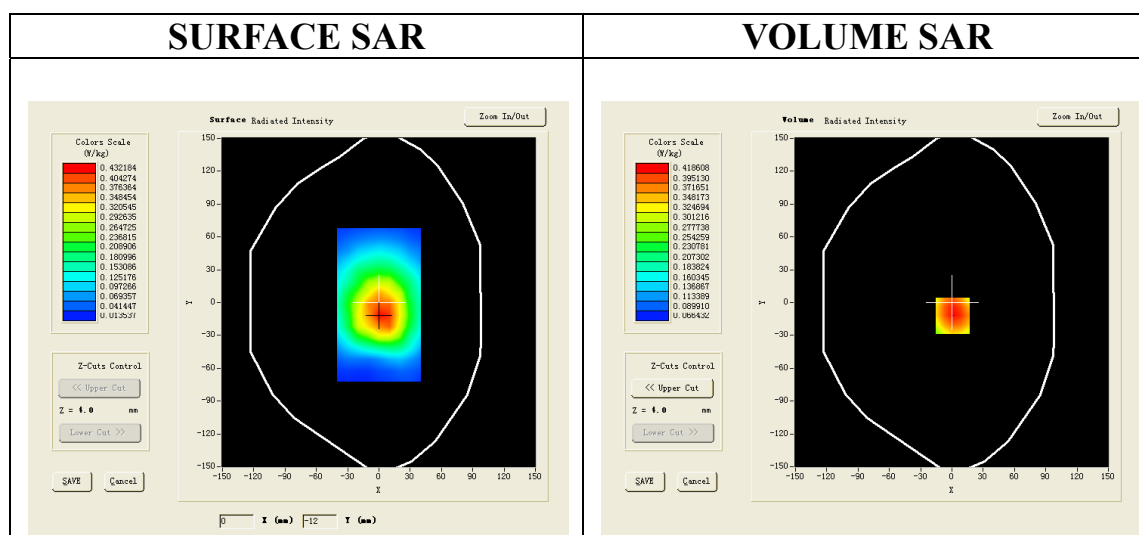 SURFACE SAR
VOLUME SAR
Surface Radiated Intensity
Zoom In/Out
Colors Scale
(W/kg)
0.432184
0.404274
0.376364
0.348454
0.320545
0.292635
0.264725
0.236815
0.208906
0.180996
0.153086
0.125176
0.097266
0.069357
0.041447
0.013537
150
120
90
60
30
0
-30
-60
-90
-120
-150
Y
-150 -120 -90 -60 -30 0 30 60 90 120 150
X
Z-Cuts Control
<< Upper Cut
Z = 4.0 mm
Lower Cut >>
SAVE
Cancel
0 X (mm) -12 Y (mm)
Volume Radiated Intensity
Zoom In/Out
Colors Scale
(W/kg)
0.418608
0.395130
0.371651
0.348173
0.324694
0.301216
0.277738
0.254259
0.230781
0.207302
0.183824
0.160345
0.136867
0.113389
0.089910
0.066432
150
120
90
60
30
0
-30
-60
-90
-120
-150
Y
-150 -120 -90 -60 -30 0 30 60 90 120 150
X
Z-Cuts Control
<< Upper Cut
Z = 4.0 mm
Lower Cut >>
SAVE
Cancel